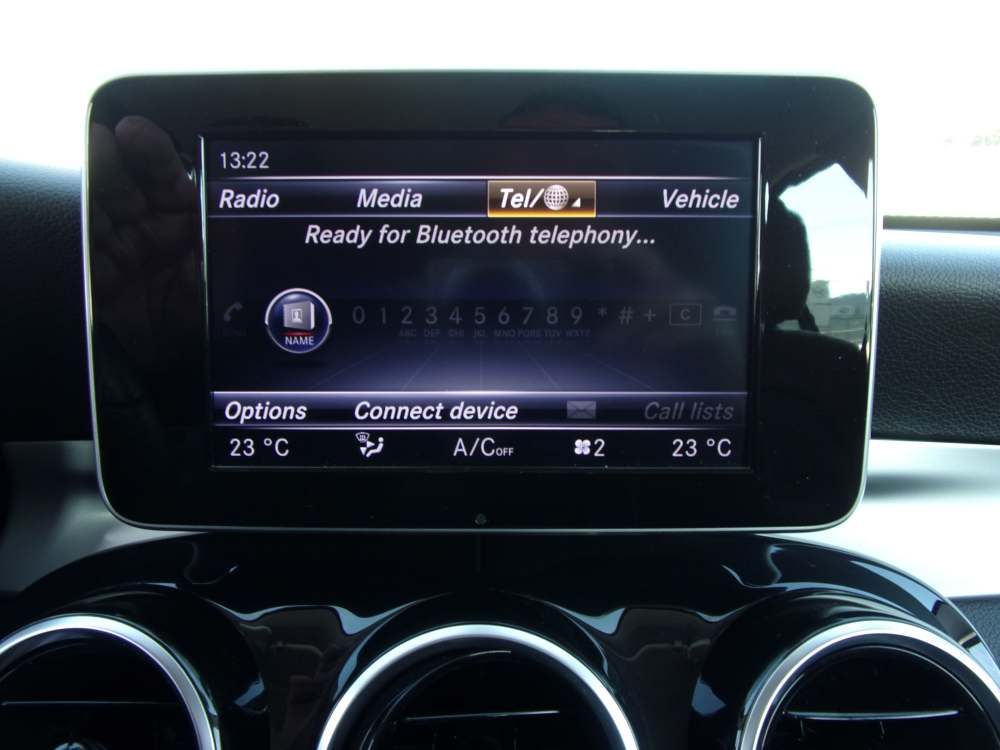 13:22
Radio Media Tel/ Vehicle
Ready for Bluetooth telephony...
0 1 2 3 4 5 6 7 8 9 * # + C
ABC DEF GHI JKL MNO PQRS TUV WXYZ
NAME
Options Connect device Call lists
23 °C A/C OFF 2 23 °C